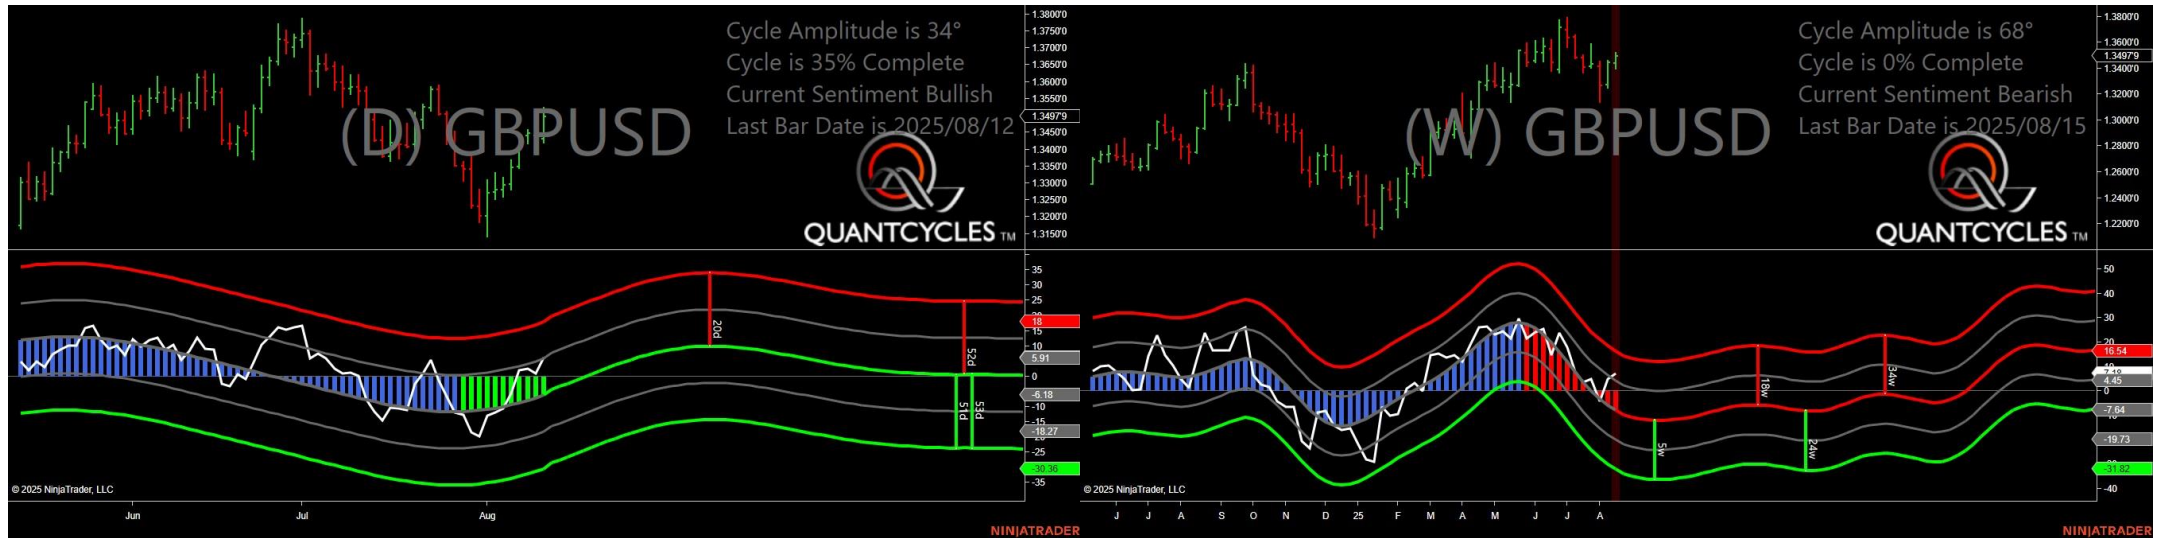 Cycle Amplitude is 34°
Cycle is 35% Complete
Current Sentiment Bullish
Last Bar Date is 2025/08/12
(D) GBPUSD
QUANTCYCLES TM
1.3800'0
1.3750'0
1.3700'0
1.3650'0
1.3600'0
1.3550'0
1.3497'9
1.3450'0
1.3400'0
1.3350'0
1.3300'0
1.3250'0
1.3200'0
1.3150'0
35
30
25
18
15
10
5.91
0
-6.18
-10
-15
-18.27
-25
-30.36
-35
20d
52d
51d
53d
© 2025 NinjaTrader, LLC
Jun
Jul
Aug
NINJATRADER
Cycle Amplitude is 68°
Cycle is 0% Complete
Current Sentiment Bearish
Last Bar Date is 2025/08/15
(W) GBPUSD
QUANTCYCLES TM
1.3800'0
1.3600'0
1.3497'9
1.3400'0
1.3200'0
1.3000'0
1.2800'0
1.2600'0
1.2400'0
1.2200'0
50
40
30
20
16.54
4.45
0
-7.64
-19.73
-31.82
-40
18w
34w
5w
24w
© 2025 NinjaTrader, LLC
J
J
A
S
O
N
D
25
F
M
A
M
J
J
A
NINJATRADER